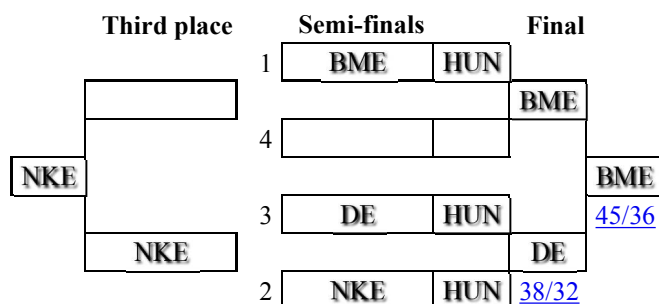 Third place Semi-finals Final
1 BME HUN
BME
4
NKE BME
3 DE HUN 45/36
NKE DE
2 NKE HUN 38/32